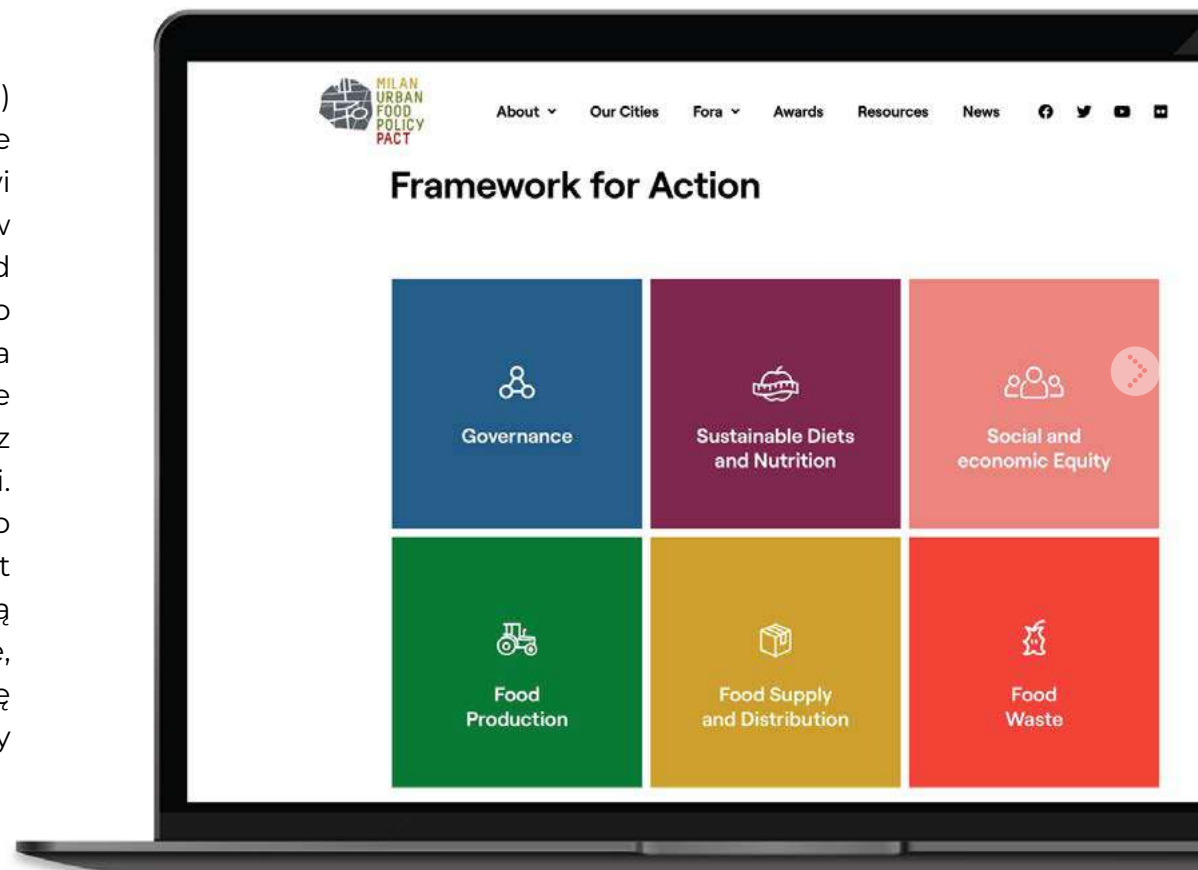 MILAN
URBAN
FOOD
POLICY
PACT
About Our Cities Fora Awards Resources News
Framework for Action
Governance
Sustainable Diets
and Nutrition
Social and
economic Equity
Food
Production
Food Supply
and Distribution
Food
Waste